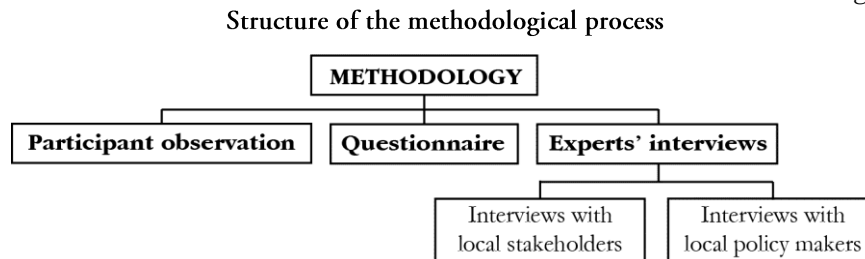 Structure of the methodological process
METHODOLOGY
Participant observation
Questionnaire
Experts’ interviews
Interviews with
local stakeholders
Interviews with
local policy makers